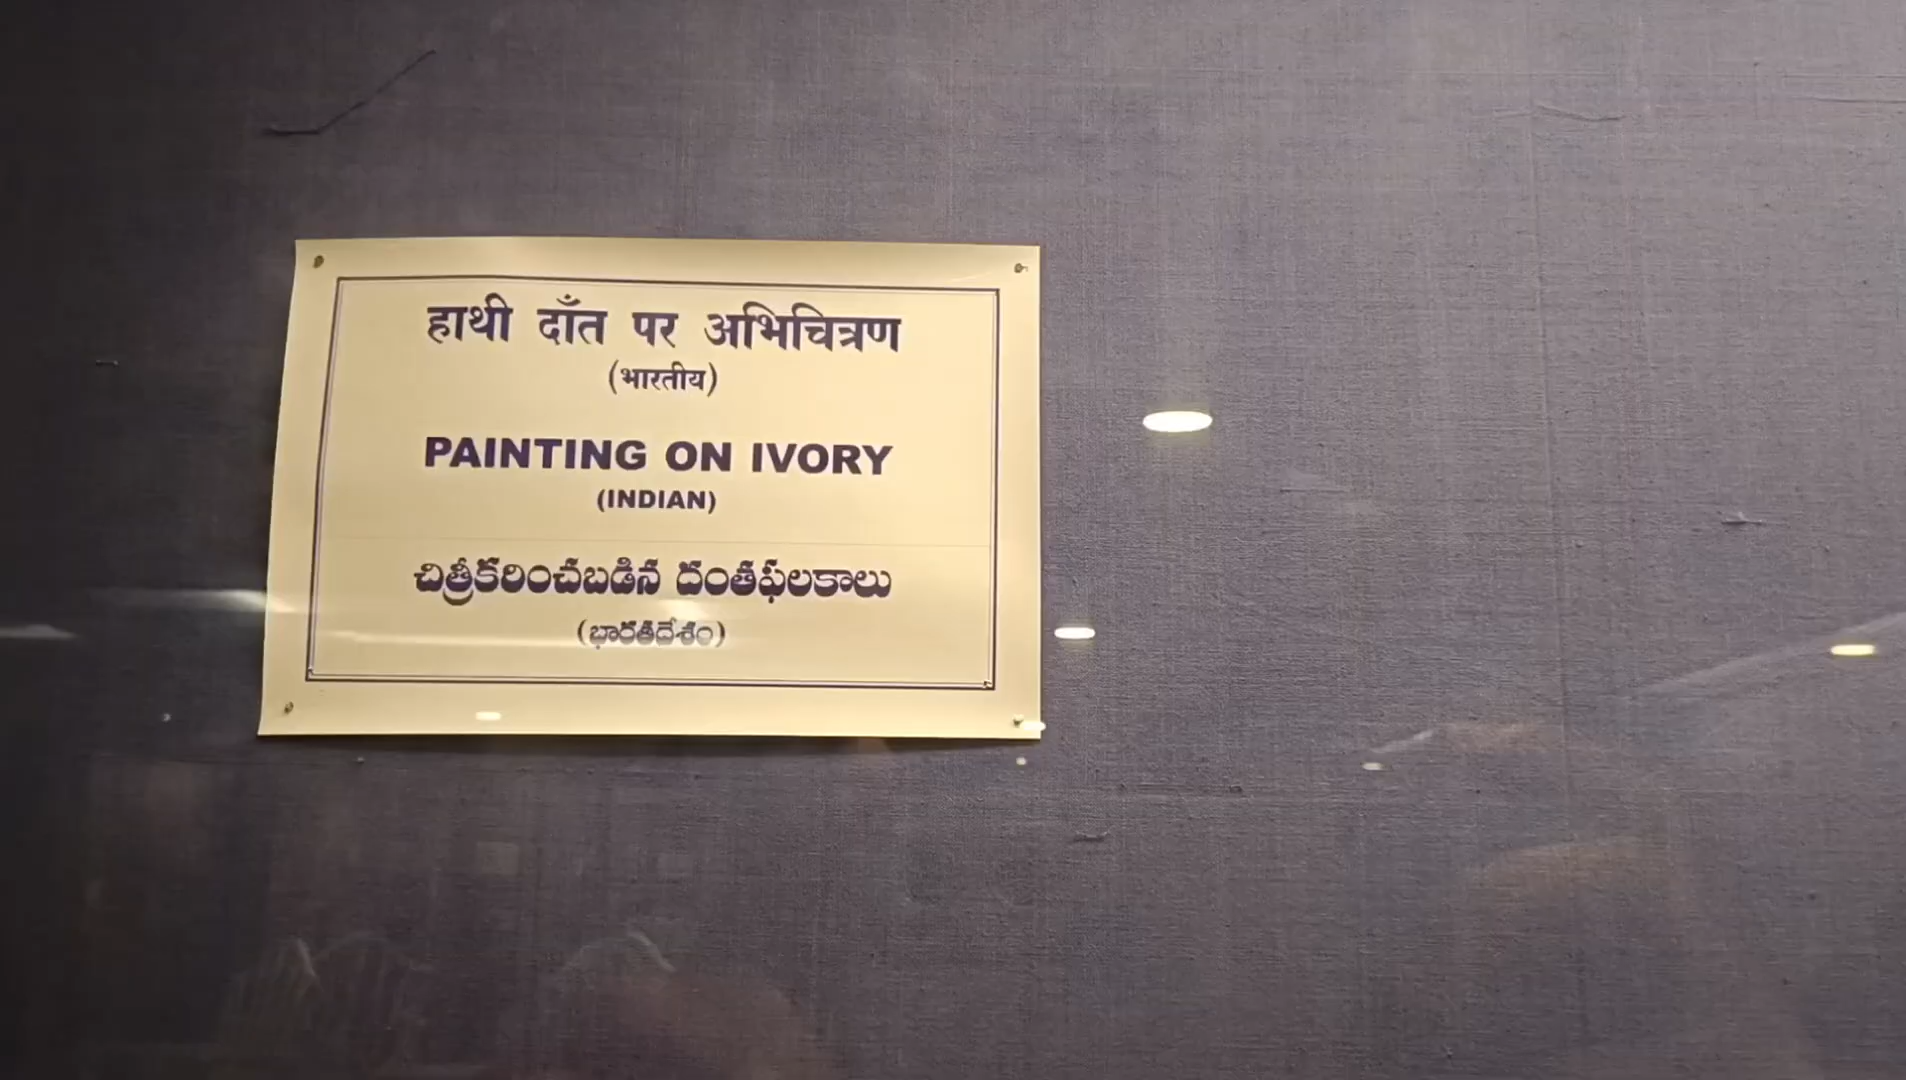 हाथी दाँत पर अभिचित्रण
(भारतीय)
PAINTING ON IVORY
(INDIAN)
చిత్రీకరించబడిన దంతఫలకాలు
(భారతదేశం)